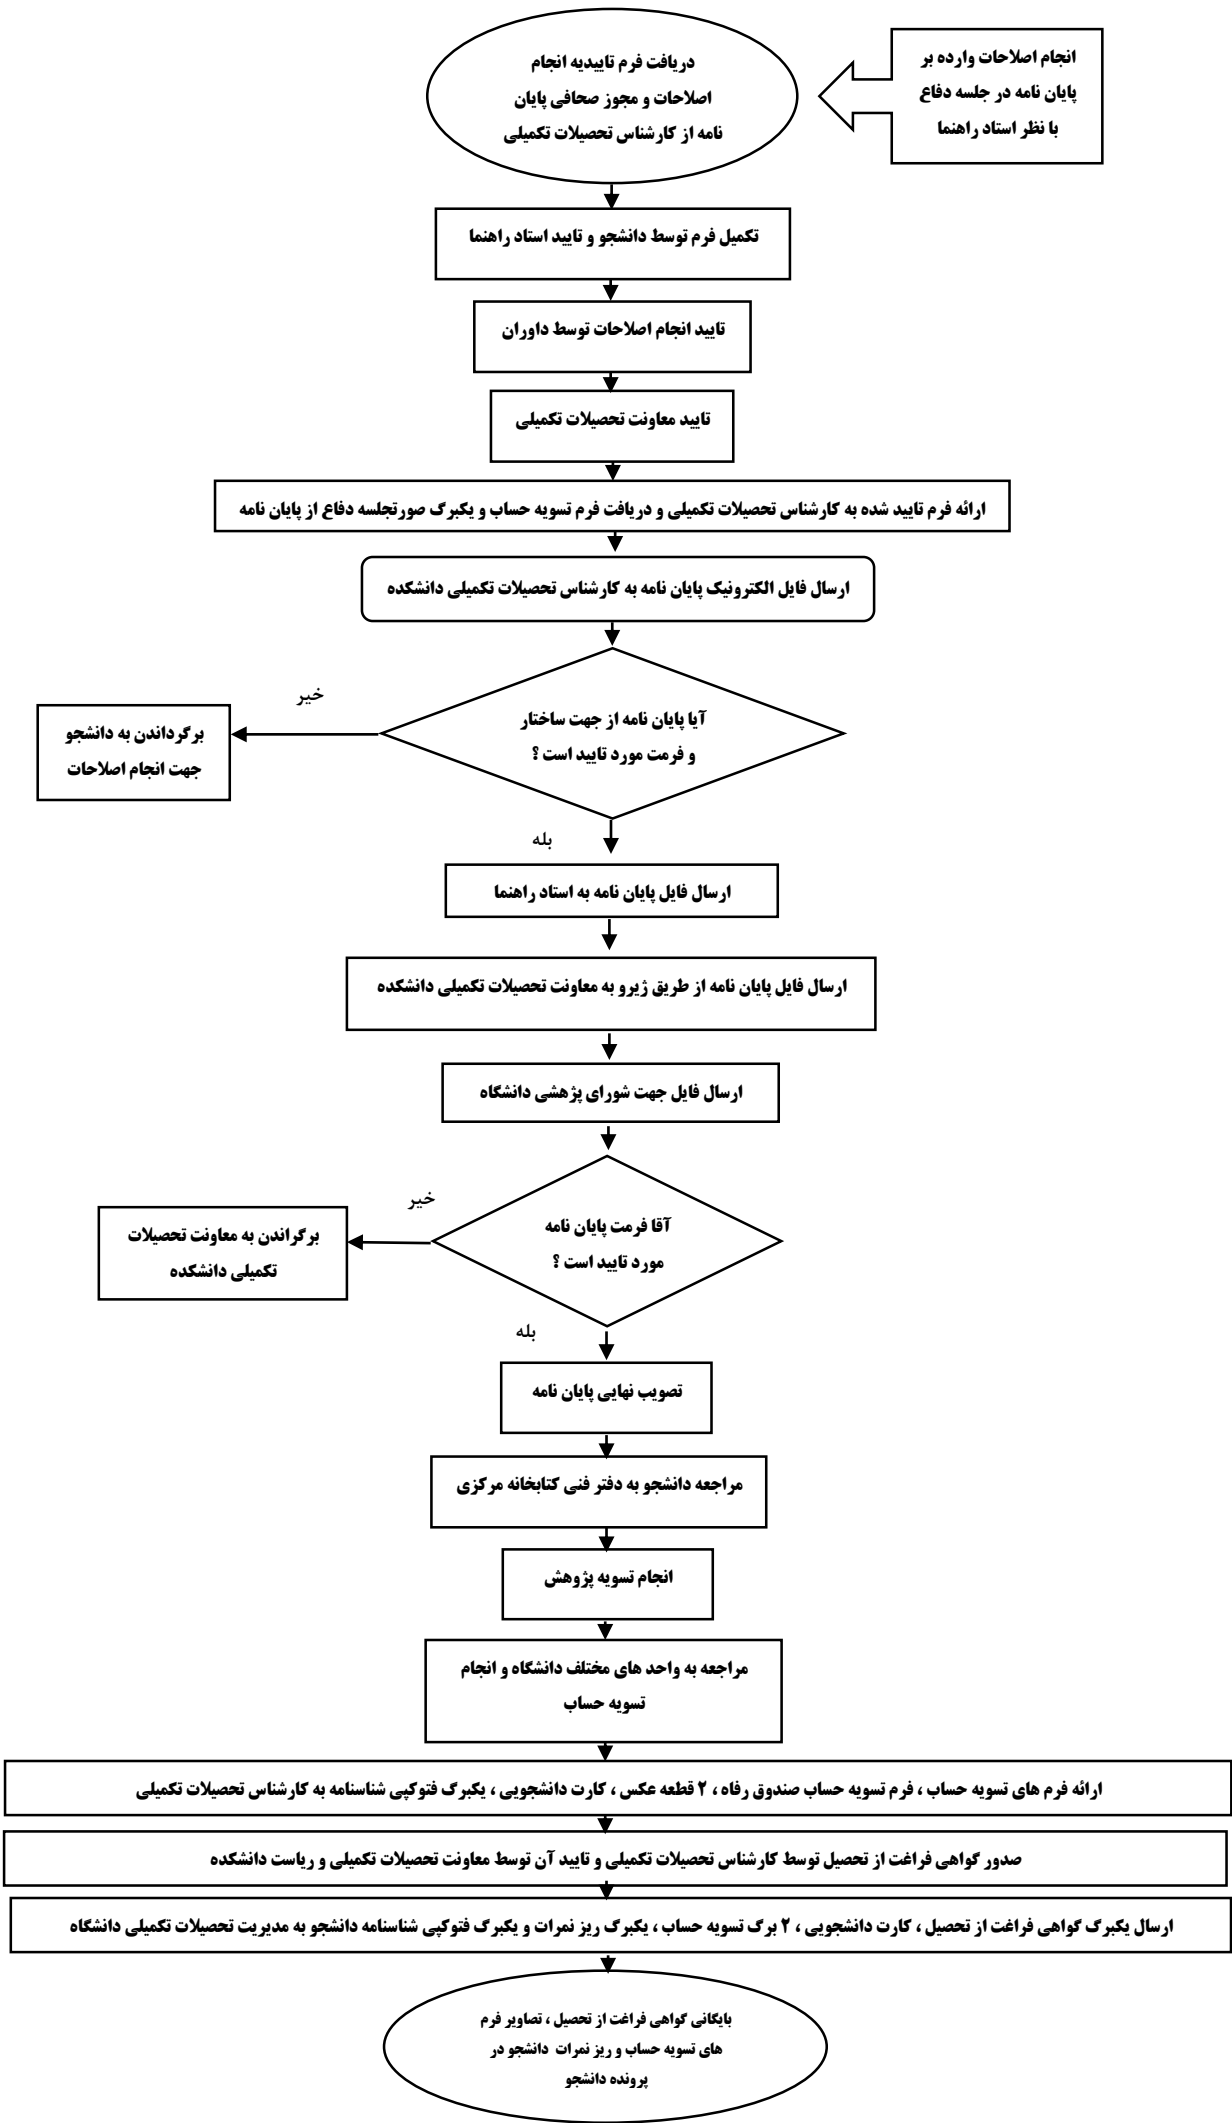 انجام اصلاحات وارده بر
پایان نامه در جلسه دفاع
با نظر استاد راهنما
دریافت فرم تاییدیه انجام
اصلاحات و مجوز صحافی پایان
نامه از کارشناس تحصیلات تکمیلی
تکمیل فرم توسط دانشجو و تایید استاد راهنما
تایید انجام اصلاحات توسط داوران
تایید معاونت تحصیلات تکمیلی
ارائه فرم تایید شده به کارشناس تحصیلات تکمیلی و دریافت فرم تسویه حساب و یکبرگ صورتجلسه دفاع از پایان نامه
ارسال فایل الکترونیک پایان نامه به کارشناس تحصیلات تکمیلی دانشکده
آیا پایان نامه از جهت ساختار
و فرمت مورد تایید است ؟
خیر
برگرداندن به دانشجو
جهت انجام اصلاحات
بله
ارسال فایل پایان نامه به استاد راهنما
ارسال فایل پایان نامه از طریق ژیرو به معاونت تحصیلات تکمیلی دانشکده
ارسال فایل جهت شورای پژهشی دانشگاه
آقا فرمت پایان نامه
مورد تایید است ؟
خیر
برگراندن به معاونت تحصیلات
تکمیلی دانشکده
بله
تصویب نهایی پایان نامه
مراجعه دانشجو به دفتر فنی کتابخانه مرکزی
انجام تسویه پژوهش
مراجعه به واحد های مختلف دانشگاه و انجام
تسویه حساب
ارائه فرم های تسویه حساب ، فرم تسویه حساب صندوق رفاه ، ۲ قطعه عکس ، کارت دانشجویی ، یکبرگ فتوکپی شناسنامه به کارشناس تحصیلات تکمیلی
صدور گواهی فراغت از تحصیل توسط کارشناس تحصیلات تکمیلی و تایید آن توسط معاونت تحصیلات تکمیلی و ریاست دانشکده
ارسال یکبرگ گواهی فراغت از تحصیل ، کارت دانشجویی ، ۲ برگ تسویه حساب ، یکبرگ ریز نمرات و یکبرگ فتوکپی شناسنامه دانشجو به مدیریت تحصیلات تکمیلی دانشگاه
بایگانی گواهی فراغت از تحصیل ، تصاویر فرم
های تسویه حساب و ریز نمرات دانشجو در
پرونده دانشجو